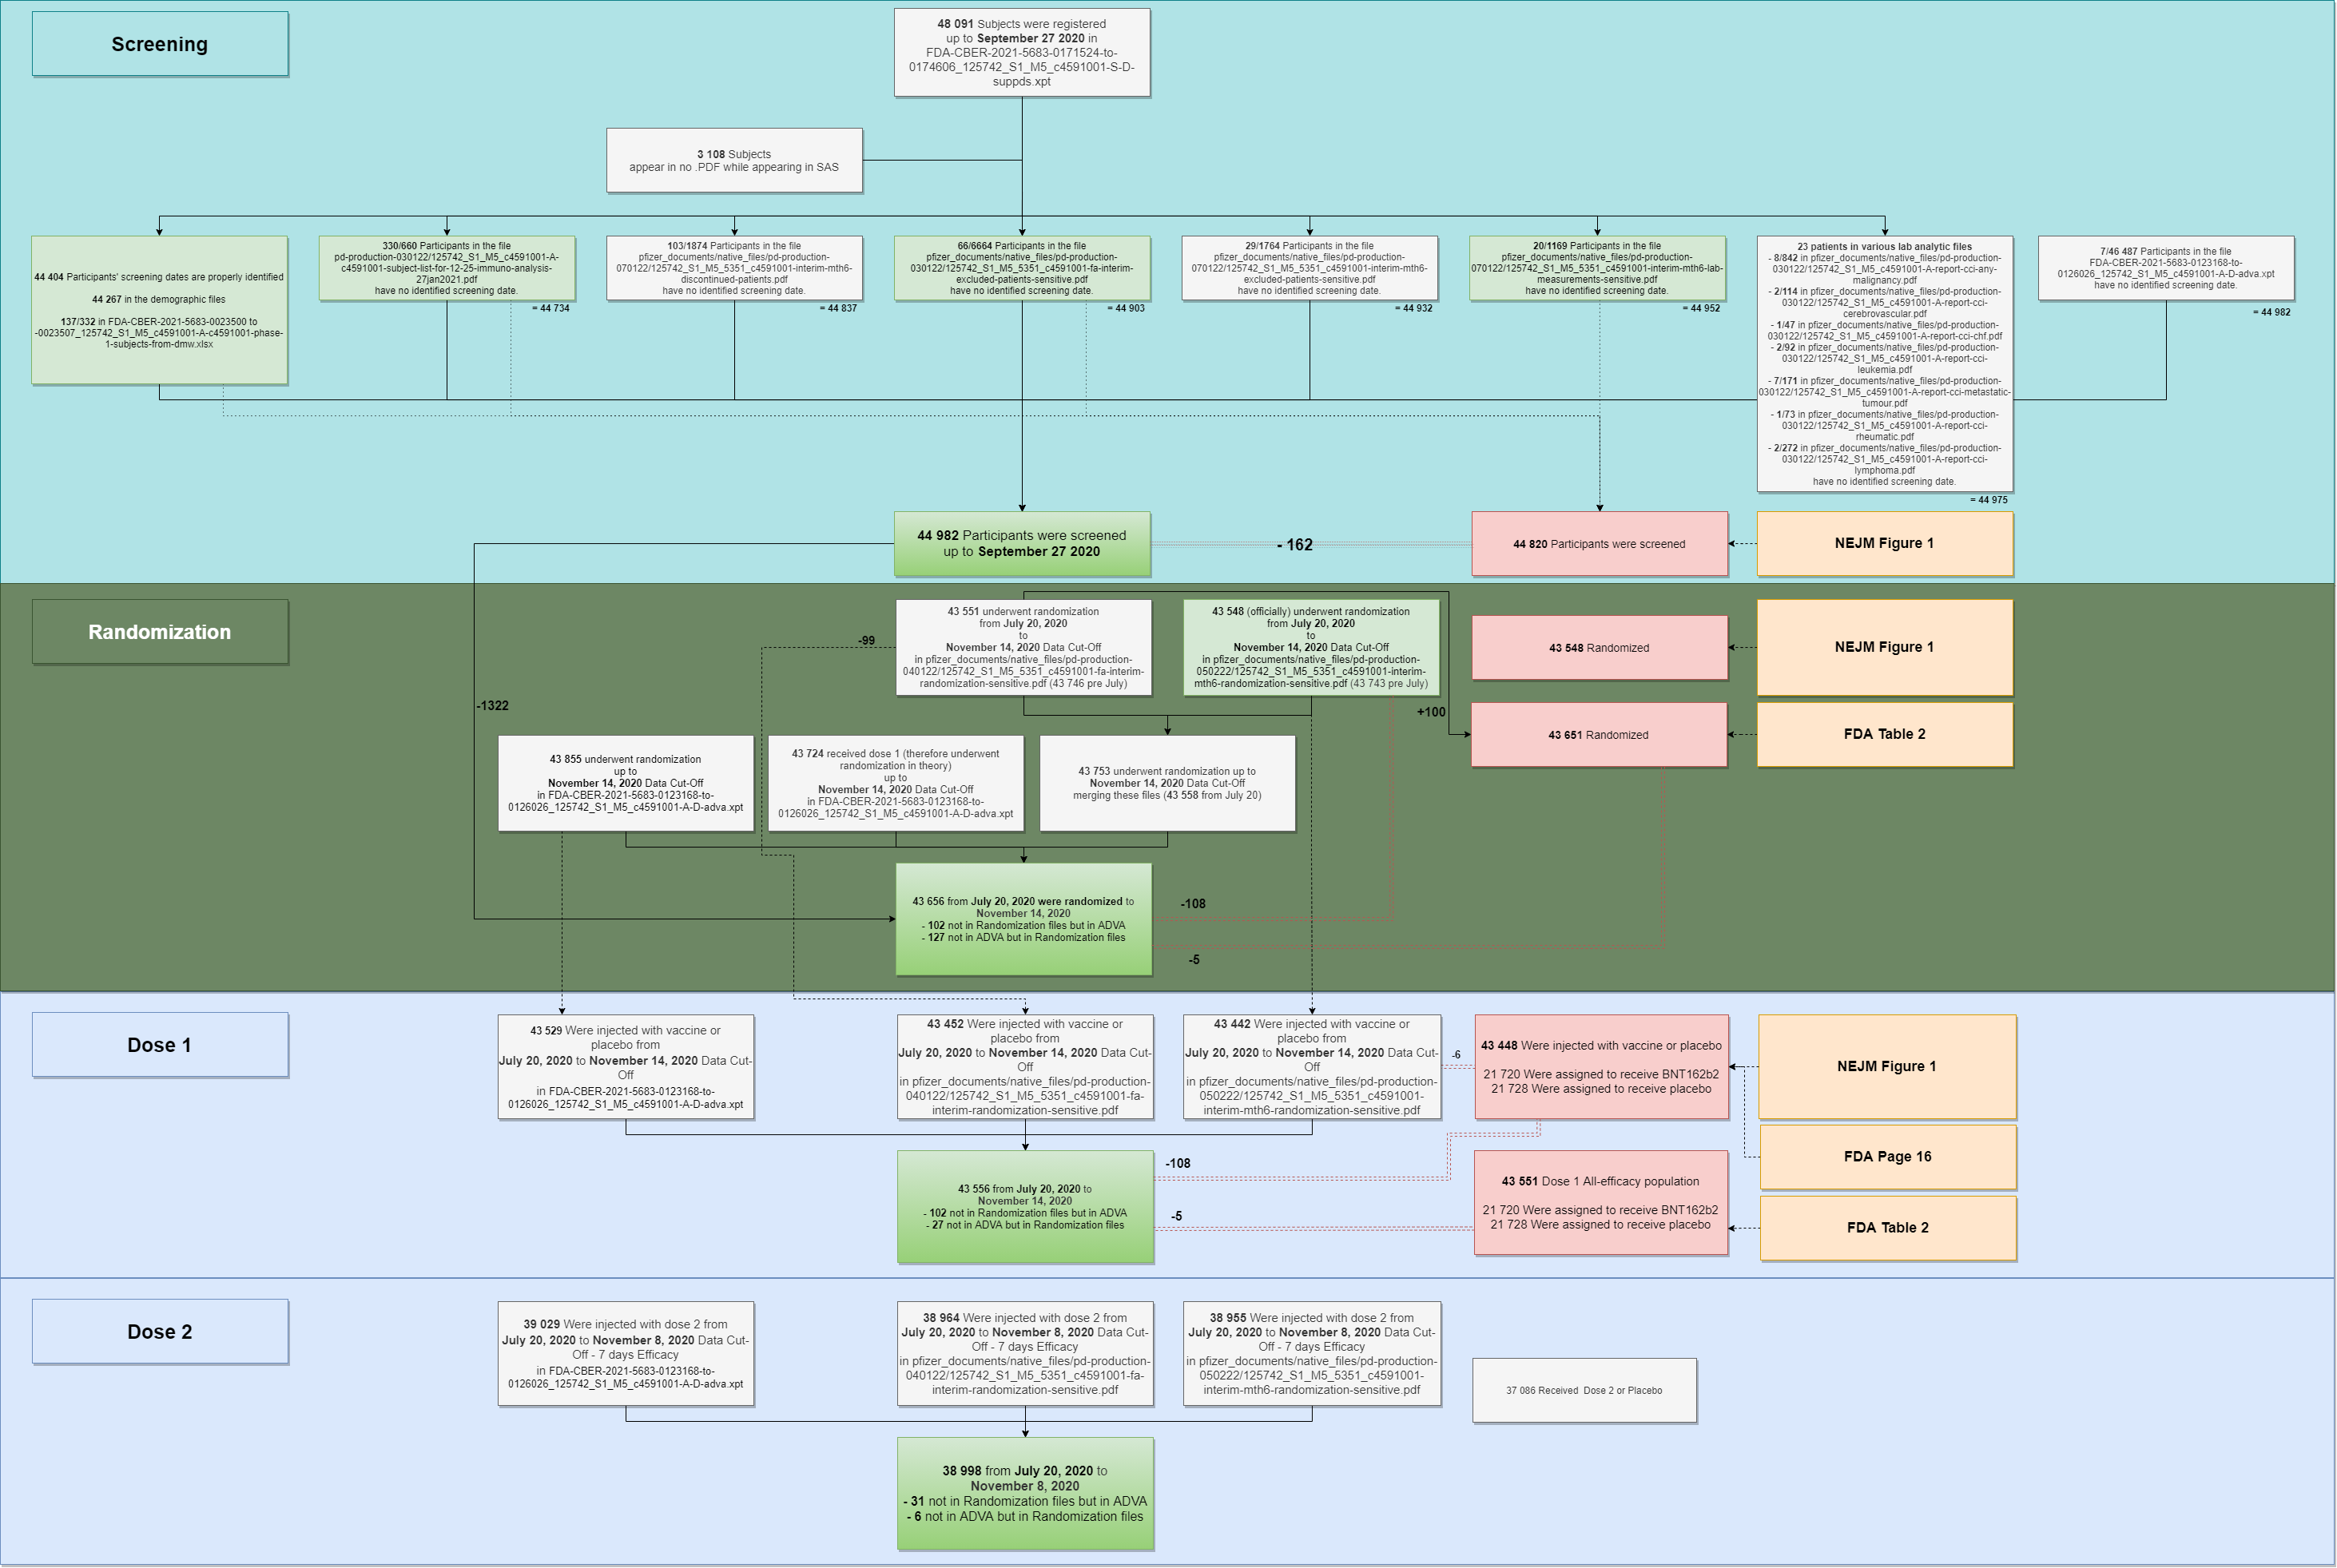 Screening
48 091 Subjects were registered
up to September 27 2020 in
FDA-CBER-2021-5683-0171524-to-
0174606_125742_S1_M5_c4591001-S-D-
suppds.xpt
3 108 Subjects
appear in no .PDF while appearing in SAS
44 404 Participants' screening dates are properly identified
44 267 in the demographic files
137/332 in FDA-CBER-2021-5683-0023500 to
-0023507_125742_S1_M5_c4591001-A-c4591001-phase-
1-subjects-from-dmw.xlsx
330/660 Participants in the file
pd-production-030122/125742_S1_M5_c4591001-A-
c4591001-subject-list-for-12-25-immuno-analysis-
27jan2021.pdf
have no identified screening date.
= 44 734
103/1874 Participants in the file
pfizer_documents/native_files/pd-production-
070122/125742_S1_M5_5351_c4591001-interim-mth6-
discontinued-patients.pdf
have no identified screening date.
= 44 837
66/6664 Participants in the file
pfizer_documents/native_files/pd-production-
030122/125742_S1_M5_5351_c4591001-fa-interim-
excluded-patients-sensitive.pdf
have no identified screening date.
= 44 903
29/1764 Participants in the file
pfizer_documents/native_files/pd-production-
070122/125742_S1_M5_5351_c4591001-interim-mth6-
excluded-patients-sensitive.pdf
have no identified screening date.
= 44 932
20/1169 Participants in the file
pfizer_documents/native_files/pd-production-
070122/125742_S1_M5_5351_c4591001-interim-mth6-lab-
measurements-sensitive.pdf
have no identified screening date.
= 44 952
23 patients in various lab analytic files
- 8/842 in pfizer_documents/native_files/pd-production-
030122/125742_S1_M5_c4591001-A-report-cci-any-
malignancy.pdf
- 2/114 in pfizer_documents/native_files/pd-production-
030122/125742_S1_M5_c4591001-A-report-cci-
cerebrovascular.pdf
- 1/47 in pfizer_documents/native_files/pd-production-
030122/125742_S1_M5_c4591001-A-report-cci-chf.pdf
- 2/92 in pfizer_documents/native_files/pd-production-
030122/125742_S1_M5_c4591001-A-report-cci-
leukemia.pdf
- 7/171 in pfizer_documents/native_files/pd-production-
030122/125742_S1_M5_c4591001-A-report-cci-metastatic-
tumour.pdf
- 1/73 in pfizer_documents/native_files/pd-production-
030122/125742_S1_M5_c4591001-A-report-cci-
rheumatic.pdf
- 2/272 in pfizer_documents/native_files/pd-production-
030122/125742_S1_M5_c4591001-A-report-cci-
lymphoma.pdf
have no identified screening date.
= 44 975
7/46 487 Participants in the file
FDA-CBER-2021-5683-0123168-to-
0126026_125742_S1_M5_c4591001-A-D-adva.xpt
have no identified screening date.
= 44 982
44 982 Participants were screened
up to September 27 2020
- 162
44 820 Participants were screened
NEJM Figure 1
Randomization
-1322
-99
43 551 underwent randomization
from July 20, 2020
to
November 14, 2020 Data Cut-Off
in pfizer_documents/native_files/pd-production-
040122/125742_S1_M5_5351_c4591001-fa-interim-
randomization-sensitive.pdf (43 746 pre July)
43 548 (officially) underwent randomization
from July 20, 2020
to
November 14, 2020 Data Cut-Off
in pfizer_documents/native_files/pd-production-
050222/125742_S1_M5_5351_c4591001-interim-
mth6-randomization-sensitive.pdf (43 743 pre July)
+100
43 548 Randomized
NEJM Figure 1
43 651 Randomized
FDA Table 2
43 855 underwent randomization
up to
November 14, 2020 Data Cut-Off
in FDA-CBER-2021-5683-0123168-to-
0126026_125742_S1_M5_c4591001-A-D-adva.xpt
43 724 received dose 1 (therefore underwent
randomization in theory)
up to
November 14, 2020 Data Cut-Off
in FDA-CBER-2021-5683-0123168-to-
0126026_125742_S1_M5_c4591001-A-D-adva.xpt
43 753 underwent randomization up to
November 14, 2020 Data Cut-Off
merging these files (43 558 from July 20)
43 656 from July 20, 2020 were randomized to
November 14, 2020
- 102 not in Randomization files but in ADVA
- 127 not in ADVA but in Randomization files
-108
-5
Dose 1
43 529 Were injected with vaccine or
placebo from
July 20, 2020 to November 14, 2020 Data Cut-
Off
in FDA-CBER-2021-5683-0123168-to-
0126026_125742_S1_M5_c4591001-A-D-adva.xpt
43 452 Were injected with vaccine or
placebo from
July 20, 2020 to November 14, 2020 Data Cut-
Off
in pfizer_documents/native_files/pd-production-
040122/125742_S1_M5_5351_c4591001-fa-
interim-randomization-sensitive.pdf
43 442 Were injected with vaccine or
placebo from
July 20, 2020 to November 14, 2020 Data Cut-
Off
in pfizer_documents/native_files/pd-production-
050222/125742_S1_M5_5351_c4591001-
interim-mth6-randomization-sensitive.pdf
-6
43 448 Were injected with vaccine or placebo
21 720 Were assigned to receive BNT162b2
21 728 Were assigned to receive placebo
NEJM Figure 1
FDA Page 16
43 556 from July 20, 2020 to
November 14, 2020
- 102 not in Randomization files but in ADVA
- 27 not in ADVA but in Randomization files
-108
-5
43 551 Dose 1 All-efficacy population
21 720 Were assigned to receive BNT162b2
21 728 Were assigned to receive placebo
FDA Table 2
Dose 2
39 029 Were injected with dose 2 from
July 20, 2020 to November 8, 2020 Data Cut-
Off - 7 days Efficacy
in FDA-CBER-2021-5683-0123168-to-
0126026_125742_S1_M5_c4591001-A-D-adva.xpt
38 964 Were injected with dose 2 from
July 20, 2020 to November 8, 2020 Data Cut-
Off - 7 days Efficacy
in pfizer_documents/native_files/pd-production-
040122/125742_S1_M5_5351_c4591001-fa-
interim-randomization-sensitive.pdf
38 955 Were injected with dose 2 from
July 20, 2020 to November 8, 2020 Data Cut-
Off - 7 days Efficacy
in pfizer_documents/native_files/pd-production-
050222/125742_S1_M5_5351_c4591001-
interim-mth6-randomization-sensitive.pdf
37 086 Received Dose 2 or Placebo
38 998 from July 20, 2020 to
November 8, 2020
- 31 not in Randomization files but in ADVA
- 6 not in ADVA but in Randomization files